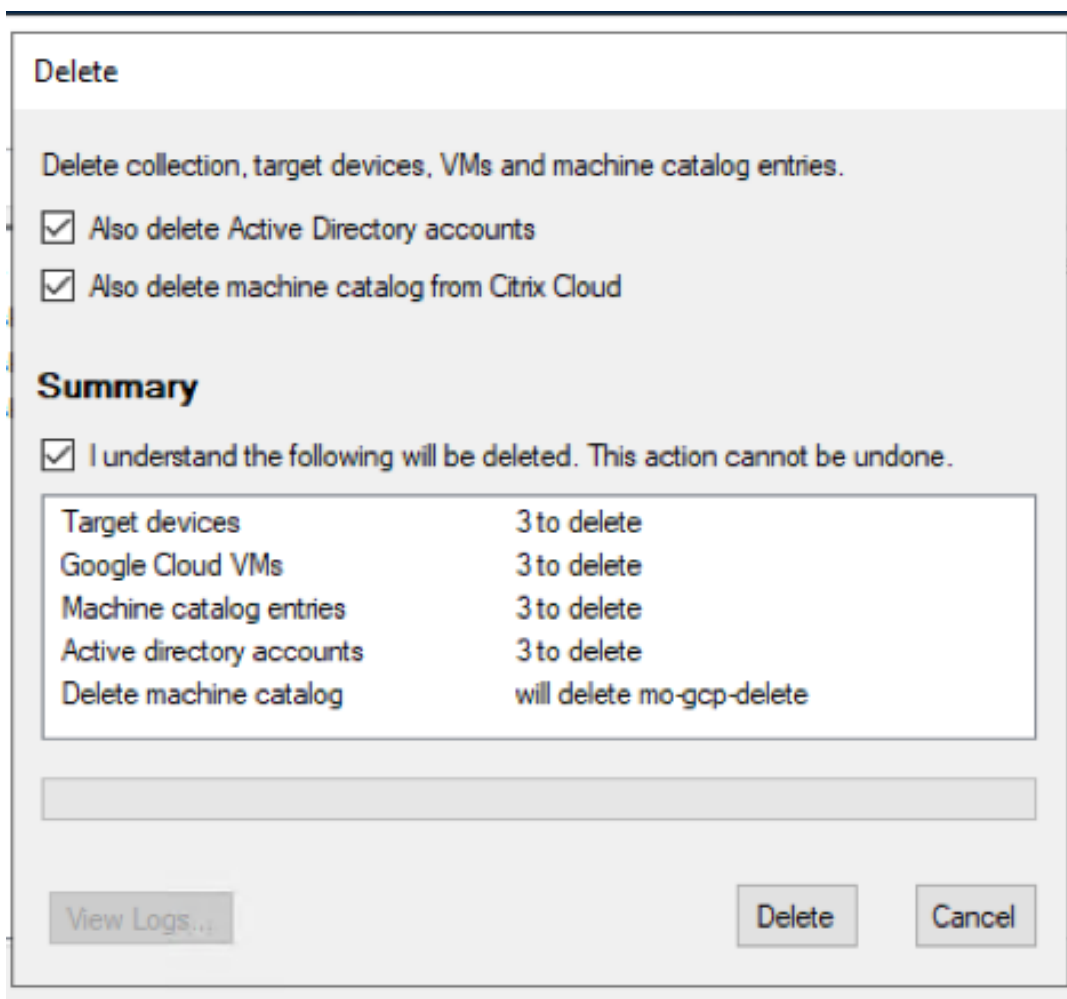 Delete
Delete collection, target devices, VMs and machine catalog entries.
Also delete Active Directory accounts
Also delete machine catalog from Citrix Cloud
Summary
I understand the following will be deleted. This action cannot be undone.
Target devices 3 to delete
Google Cloud VMs 3 to delete
Machine catalog entries 3 to delete
Active directory accounts 3 to delete
Delete machine catalog will delete mo-gcp-delete
View Logs... Delete Cancel